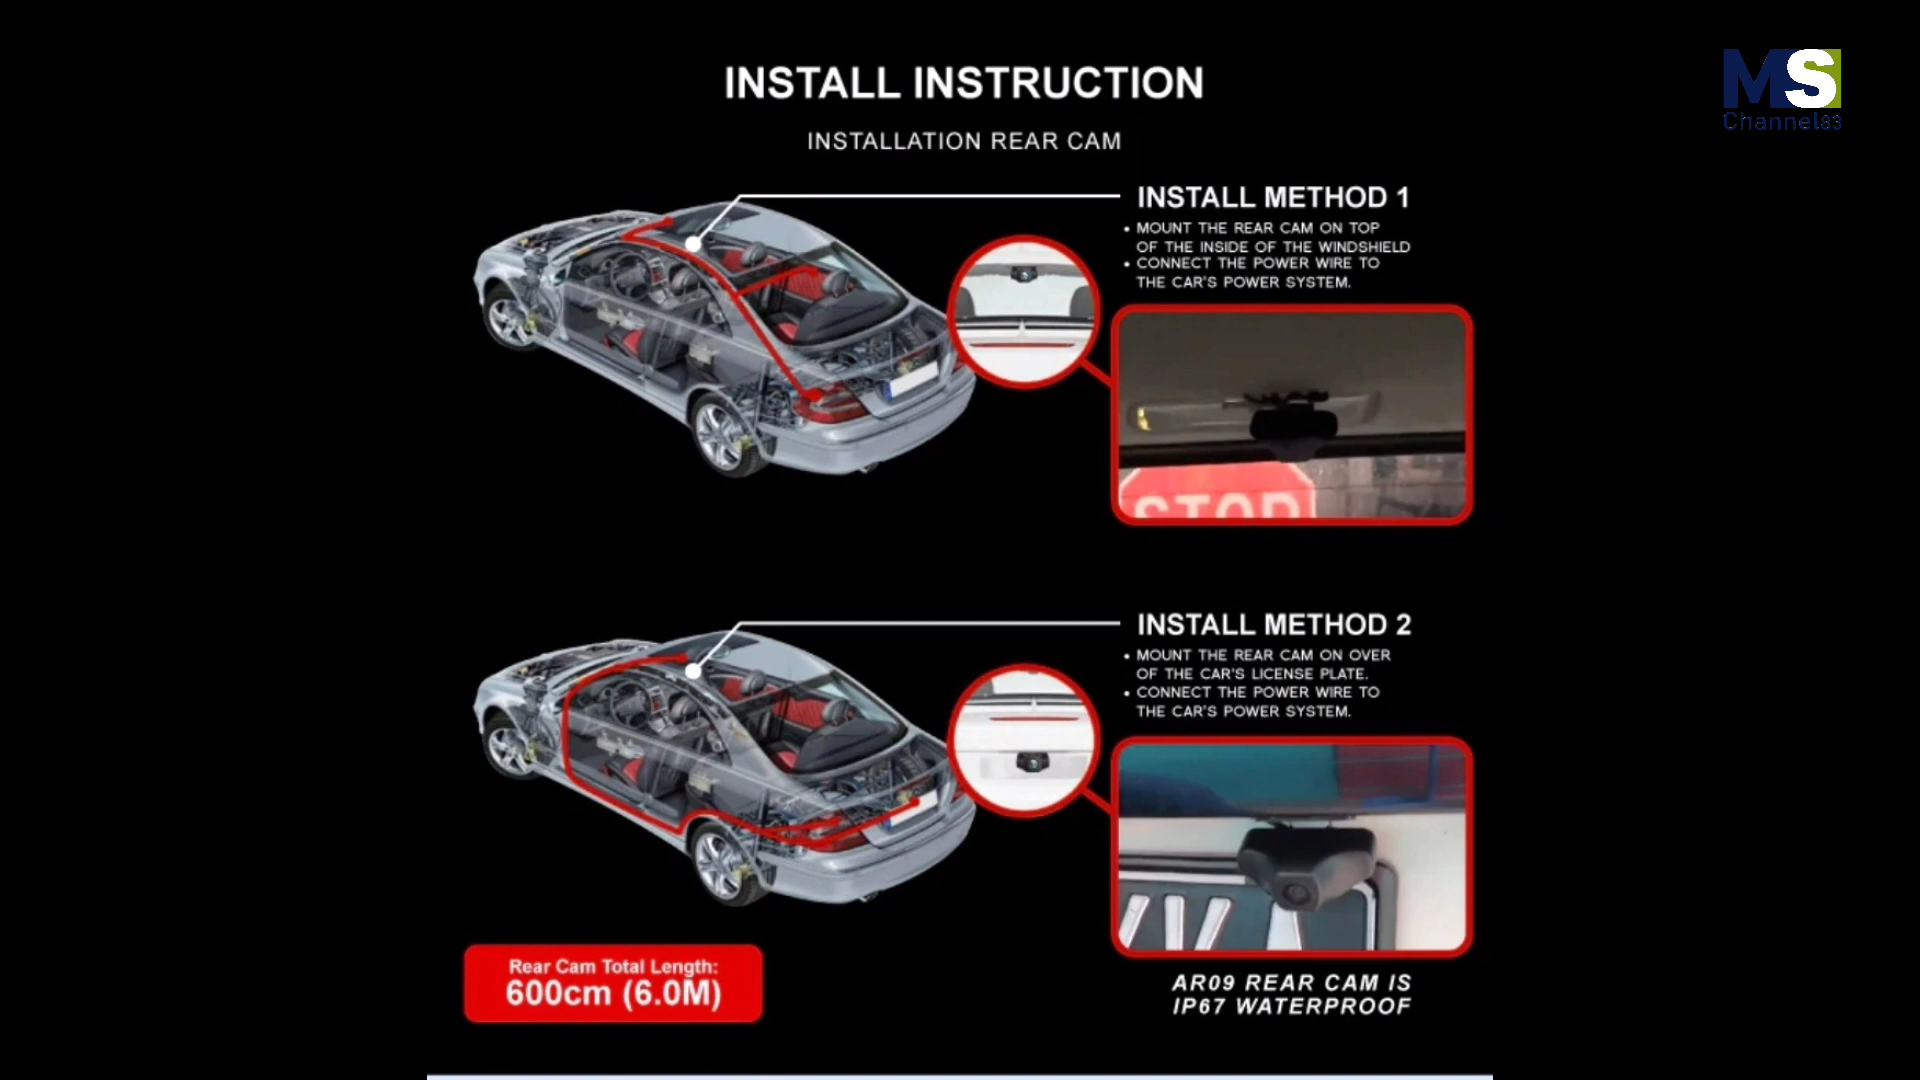 MS
Channel83
INSTALL INSTRUCTION
INSTALLATION REAR CAM
INSTALL METHOD 1
• MOUNT THE REAR CAM ON TOP
OF THE INSIDE OF THE WINDSHIELD
• CONNECT THE POWER WIRE TO
THE CAR'S POWER SYSTEM.
STOP
INSTALL METHOD 2
• MOUNT THE REAR CAM ON OVER
OF THE CAR'S LICENSE PLATE.
• CONNECT THE POWER WIRE TO
THE CAR'S POWER SYSTEM.
Rear Cam Total Length:
600cm (6.0M)
AR09 REAR CAM IS
IP67 WATERPROOF